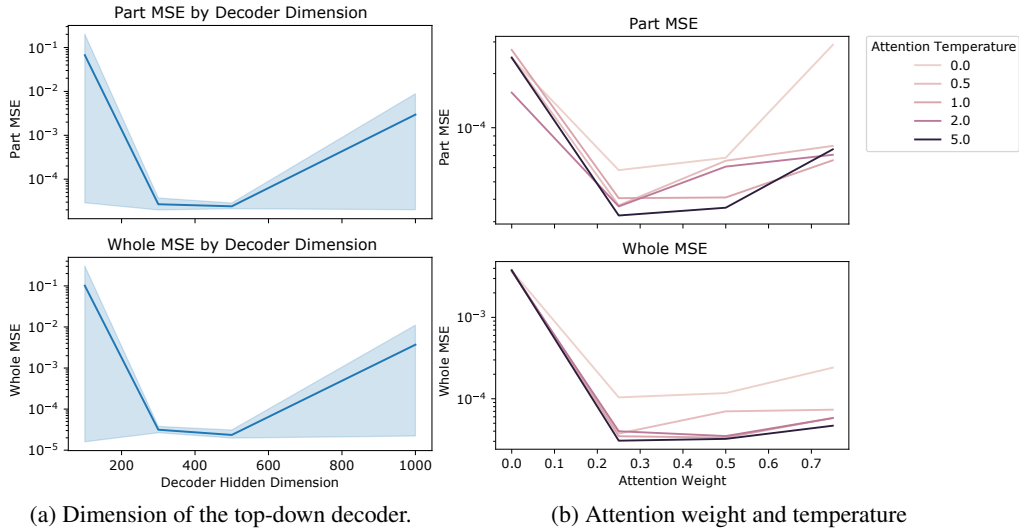 Part MSE by Decoder Dimension
10⁻¹
10⁻²
10⁻³
10⁻⁴
Part MSE
Whole MSE by Decoder Dimension
10⁻¹
10⁻²
10⁻³
10⁻⁴
10⁻⁵
Whole MSE
200 400 600 800 1000
Decoder Hidden Dimension
(a) Dimension of the top-down decoder.
Part MSE
10⁻⁴
Part MSE
Attention Temperature
0.0
0.5
1.0
2.0
5.0
Whole MSE
10⁻³
10⁻⁴
Whole MSE
0.0 0.1 0.2 0.3 0.4 0.5 0.6 0.7
Attention Weight
(b) Attention weight and temperature